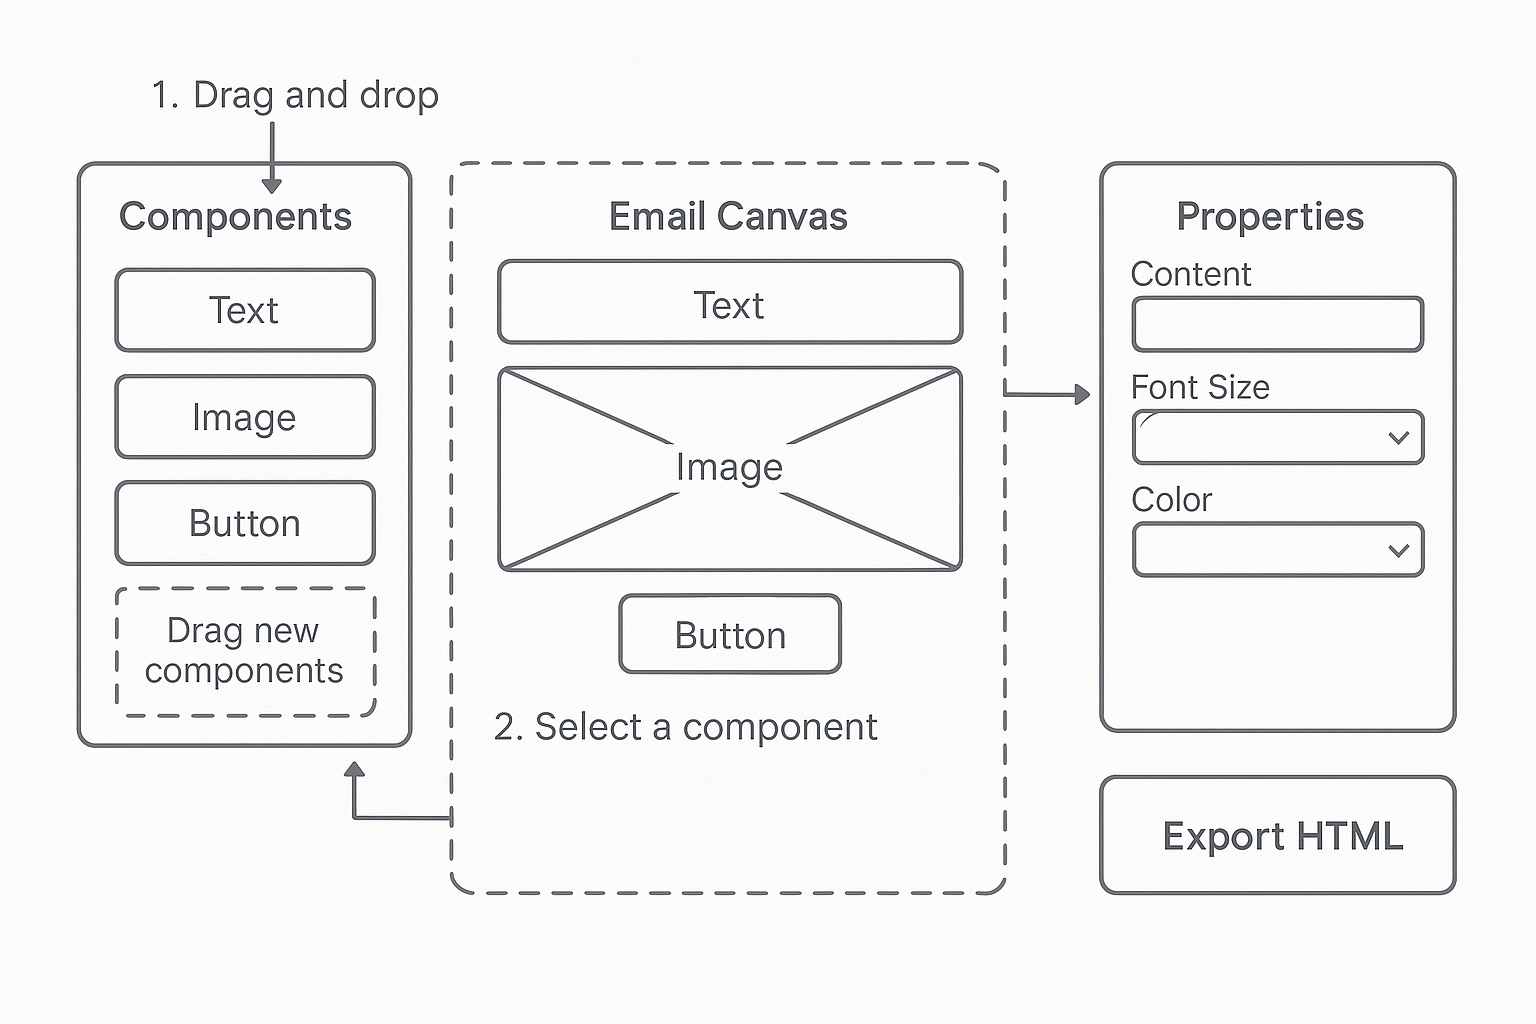 1. Drag and drop
Components
Text
Image
Button
Drag new
components
Email Canvas
Text
Image
Button
2. Select a component
Properties
Content
Font Size
Color
Export HTML